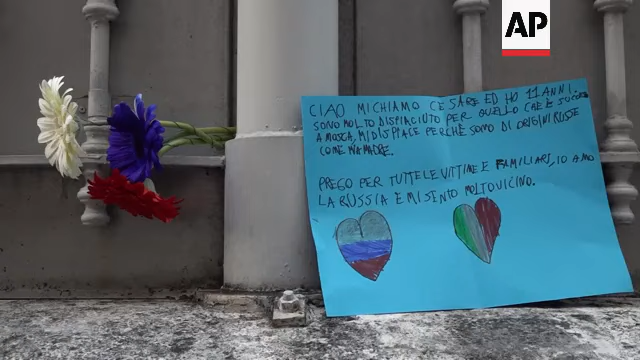 AP
CIAO MI CHIAMO CESARE ED HO 11 ANNI.
SONO MOLTO DISPIACIUTO PER QUELLO CHE È SUCCESSO
A MOSCA, MI DISPIACE PERCHÈ SONO DI ORIGINI RUSSE
COME MIA MADRE.
PREGO PER TUTTE LE VITTIME E FAMILIARI, IO AMO
LA RUSSIA E MI SENTO MOLTO VICINO.